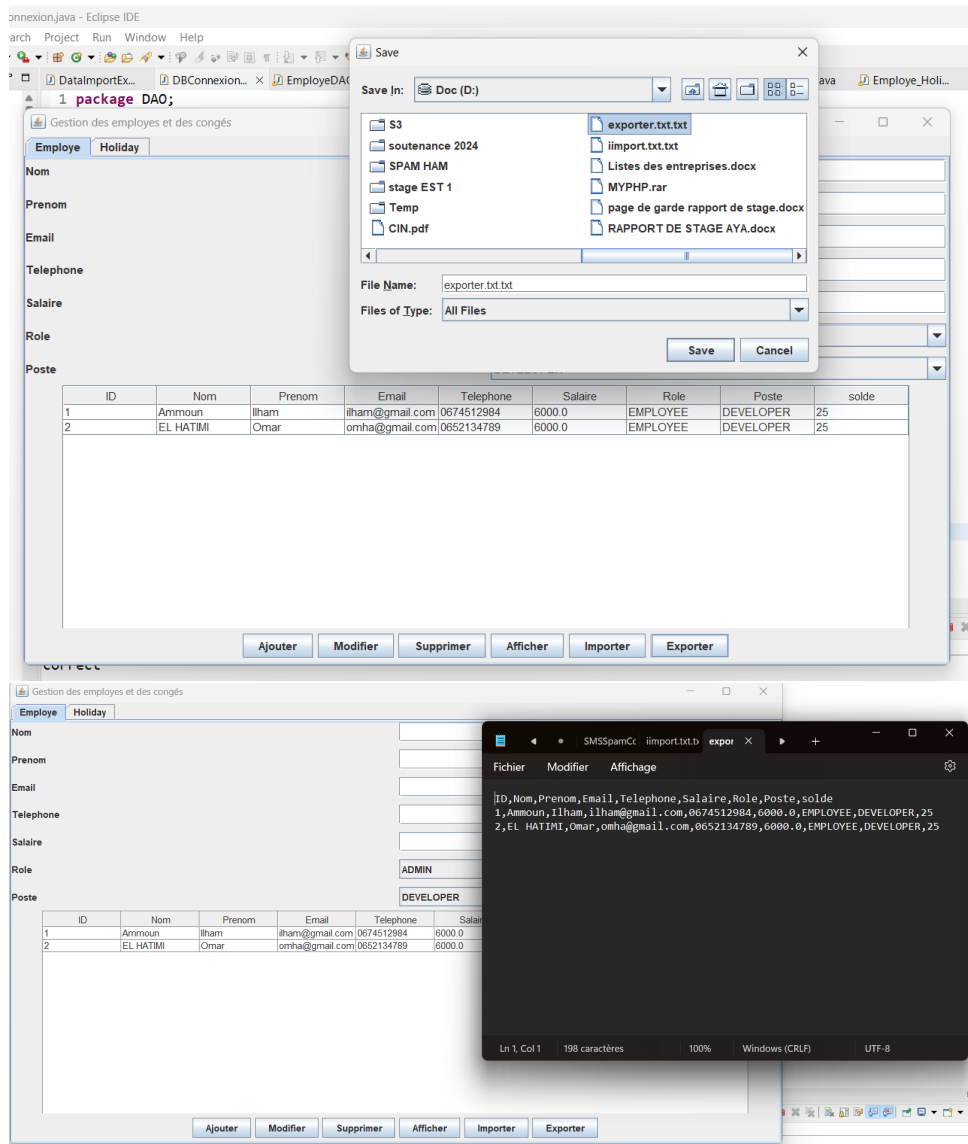 onnexion.java - Eclipse IDE
arch Project Run Window Help
DataImportEx... DBConnexion... EmployeDAO ava Employe_Holi...
1 package DAO;
Gestion des employes et des congés
Employe Holiday
Nom
Prenom
Email
Telephone
Salaire
Role
Poste
Save
Save In: Doc (D:)
S3 exporter.txt.txt
soutenance 2024 iimport.txt.txt
SPAM HAM Listes des entreprises.docx
stage EST 1 MYPHP.rar
Temp page de garde rapport de stage.docx
CIN.pdf RAPPORT DE STAGE AYA.docx
File Name: exporter.txt.txt
Files of Type: All Files
Save Cancel
ID Nom Prenom Email Telephone Salaire Role Poste solde
1 Ammoun Ilham ilham@gmail.com 0674512984 6000.0 EMPLOYEE DEVELOPER 25
2 EL HATIMI Omar omha@gmail.com 0652134789 6000.0 EMPLOYEE DEVELOPER 25
Ajouter Modifier Supprimer Afficher Importer Exporter
correct
Gestion des employes et des congés
Employe Holiday
Nom
Prenom
Email
Telephone
Salaire
Role ADMIN
Poste DEVELOPER
ID Nom Prenom Email Telephone Salair
1 Ammoun Ilham ilham@gmail.com 0674512984 6000.0
2 EL HATIMI Omar omha@gmail.com 0652134789 6000.0
Ajouter Modifier Supprimer Afficher Importer Exporter
SMSSpamCc iimport.txt.tx expor
Fichier Modifier Affichage
ID,Nom,Prenom,Email,Telephone,Salaire,Role,Poste,solde
1,Ammoun,Ilham,ilham@gmail.com,0674512984,6000.0,EMPLOYEE,DEVELOPER,25
2,EL HATIMI,Omar,omha@gmail.com,0652134789,6000.0,EMPLOYEE,DEVELOPER,25
Ln 1, Col 1 198 caractères 100% Windows (CRLF) UTF-8